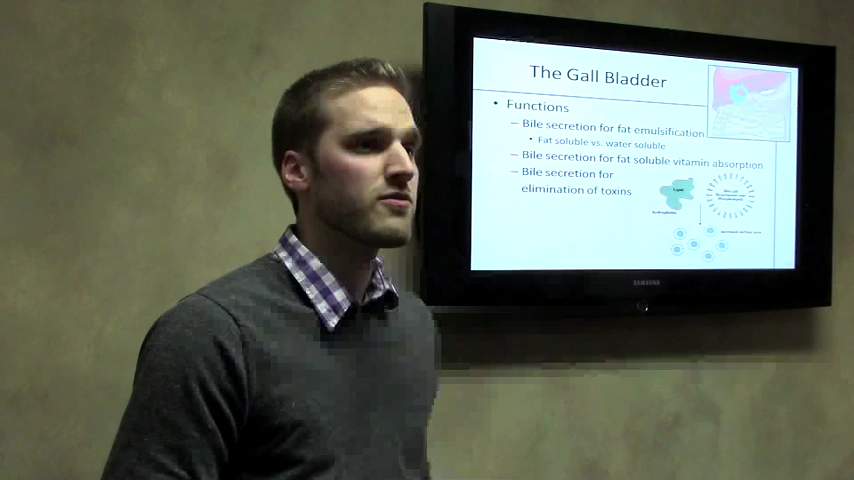 The Gall Bladder
• Functions
– Bile secretion for fat emulsification
• Fat soluble vs. water soluble
– Bile secretion for fat soluble vitamin absorption
– Bile secretion for
elimination of toxins
Lipid
SAMSUNG